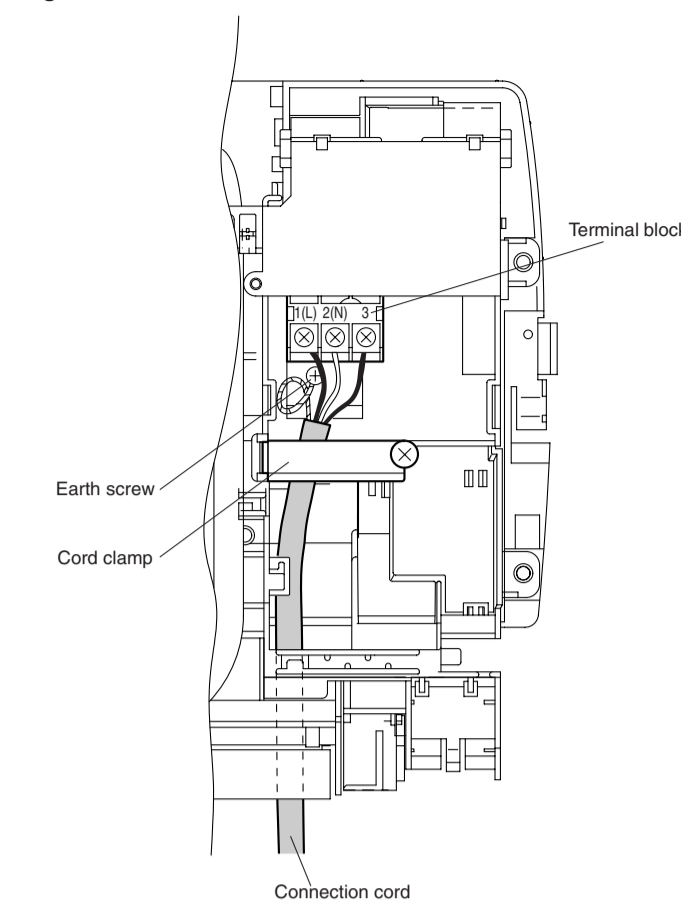 Terminal block
1(L) 2(N) 3
Earth screw
Cord clamp
Connection cord